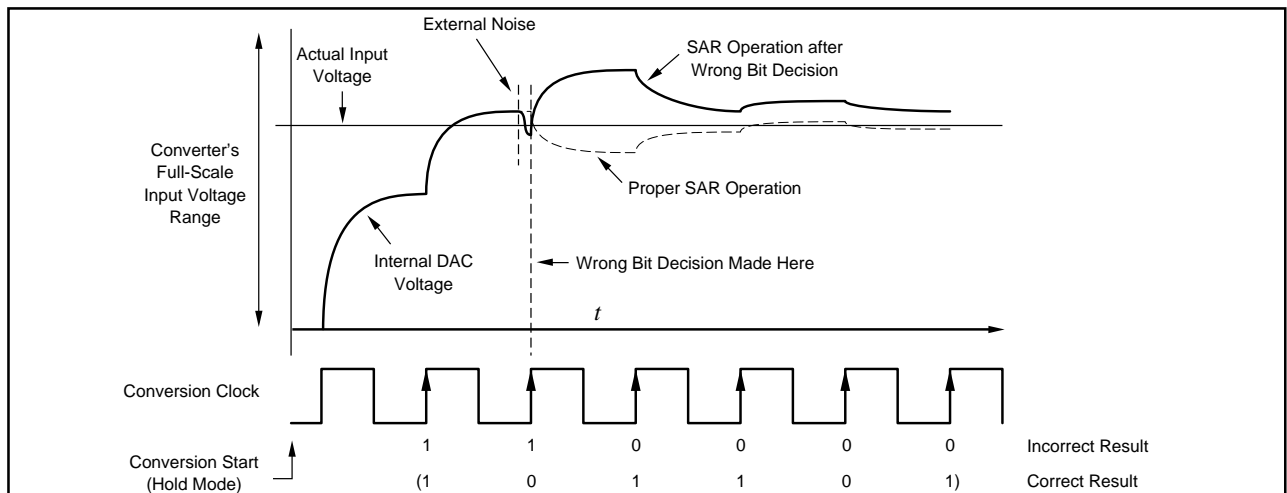 External Noise
Actual Input
Voltage
SAR Operation after
Wrong Bit Decision
Converter's
Full-Scale
Input Voltage
Range
Proper SAR Operation
Internal DAC
Voltage
Wrong Bit Decision Made Here
t
Conversion Clock
1 1 0 0 0 0 Incorrect Result
Conversion Start
(Hold Mode)
(1 0 1 1 0 1) Correct Result